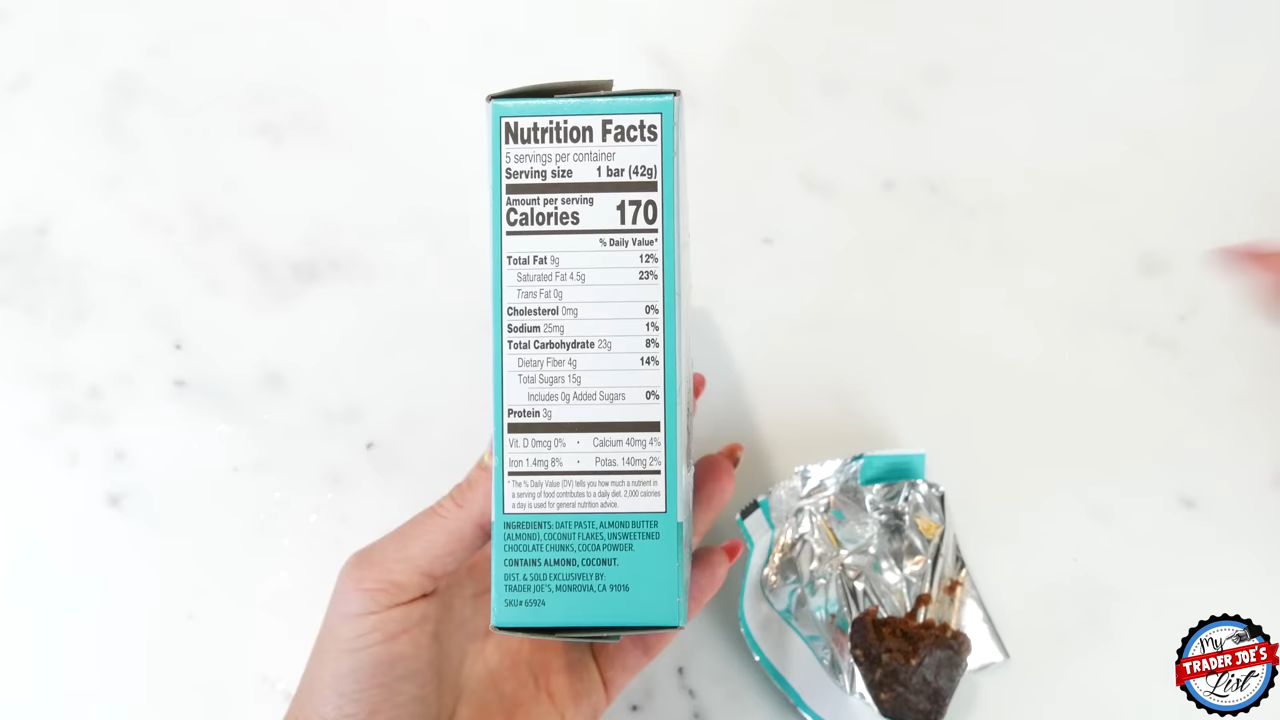 Nutrition Facts
5 servings per container
Serving size 1 bar (42g)
Amount per serving
Calories 170
% Daily Value*
Total Fat 9g 12%
Saturated Fat 4.5g 23%
Trans Fat 0g
Cholesterol 0mg 0%
Sodium 25mg 1%
Total Carbohydrate 23g 8%
Dietary Fiber 4g 14%
Total Sugars 15g
Includes 0g Added Sugars 0%
Protein 3g
Vit. D 0mcg 0% • Calcium 40mg 4%
Iron 1.4mg 8% • Potas. 140mg 2%
* The % Daily Value (DV) tells you how much a nutrient in
a serving of food contributes to a daily diet. 2,000 calories
a day is used for general nutrition advice.
INGREDIENTS: DATE PASTE, ALMOND BUTTER
(ALMOND), COCONUT FLAKES, UNSWEETENED
CHOCOLATE CHUNKS, COCOA POWDER.
CONTAINS ALMOND, COCONUT.
DIST. & SOLD EXCLUSIVELY BY:
TRADER JOE'S, MONROVIA, CA 91016
SKU# 65924
My
TRADER JOE'S
List